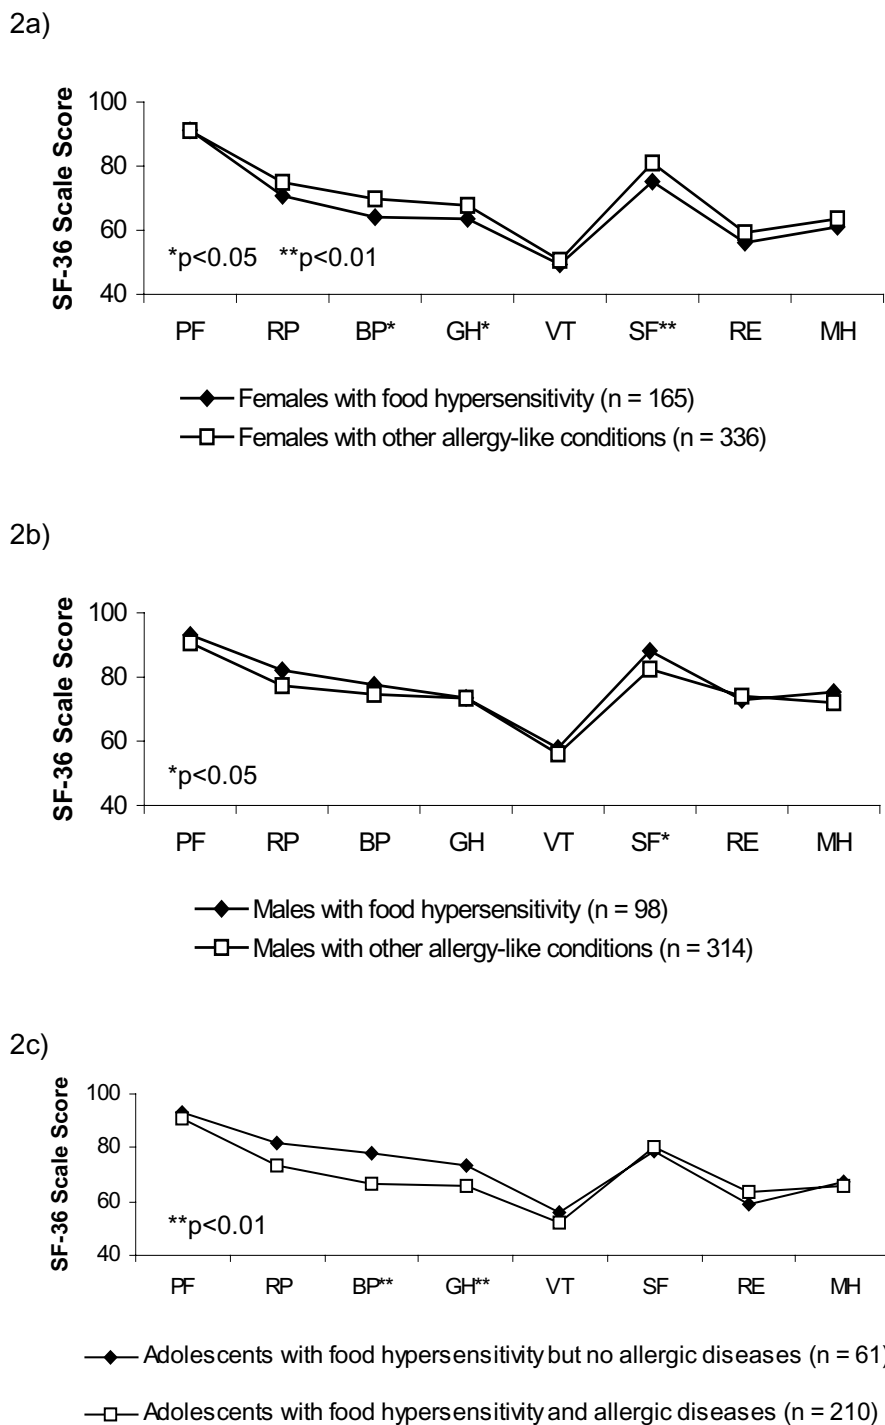 2a)
SF-36 Scale Score
100
80
60
40
*p<0.05 **p<0.01
PF RP BP* GH* VT SF** RE MH
Females with food hypersensitivity (n = 165)
Females with other allergy-like conditions (n = 336)
2b)
SF-36 Scale Score
100
80
60
40
*p<0.05
PF RP BP GH VT SF* RE MH
Males with food hypersensitivity (n = 98)
Males with other allergy-like conditions (n = 314)
2c)
SF-36 Scale Score
100
80
60
40
**p<0.01
PF RP BP** GH** VT SF RE MH
Adolescents with food hypersensitivity but no allergic diseases (n = 61)
Adolescents with food hypersensitivity and allergic diseases (n = 210)